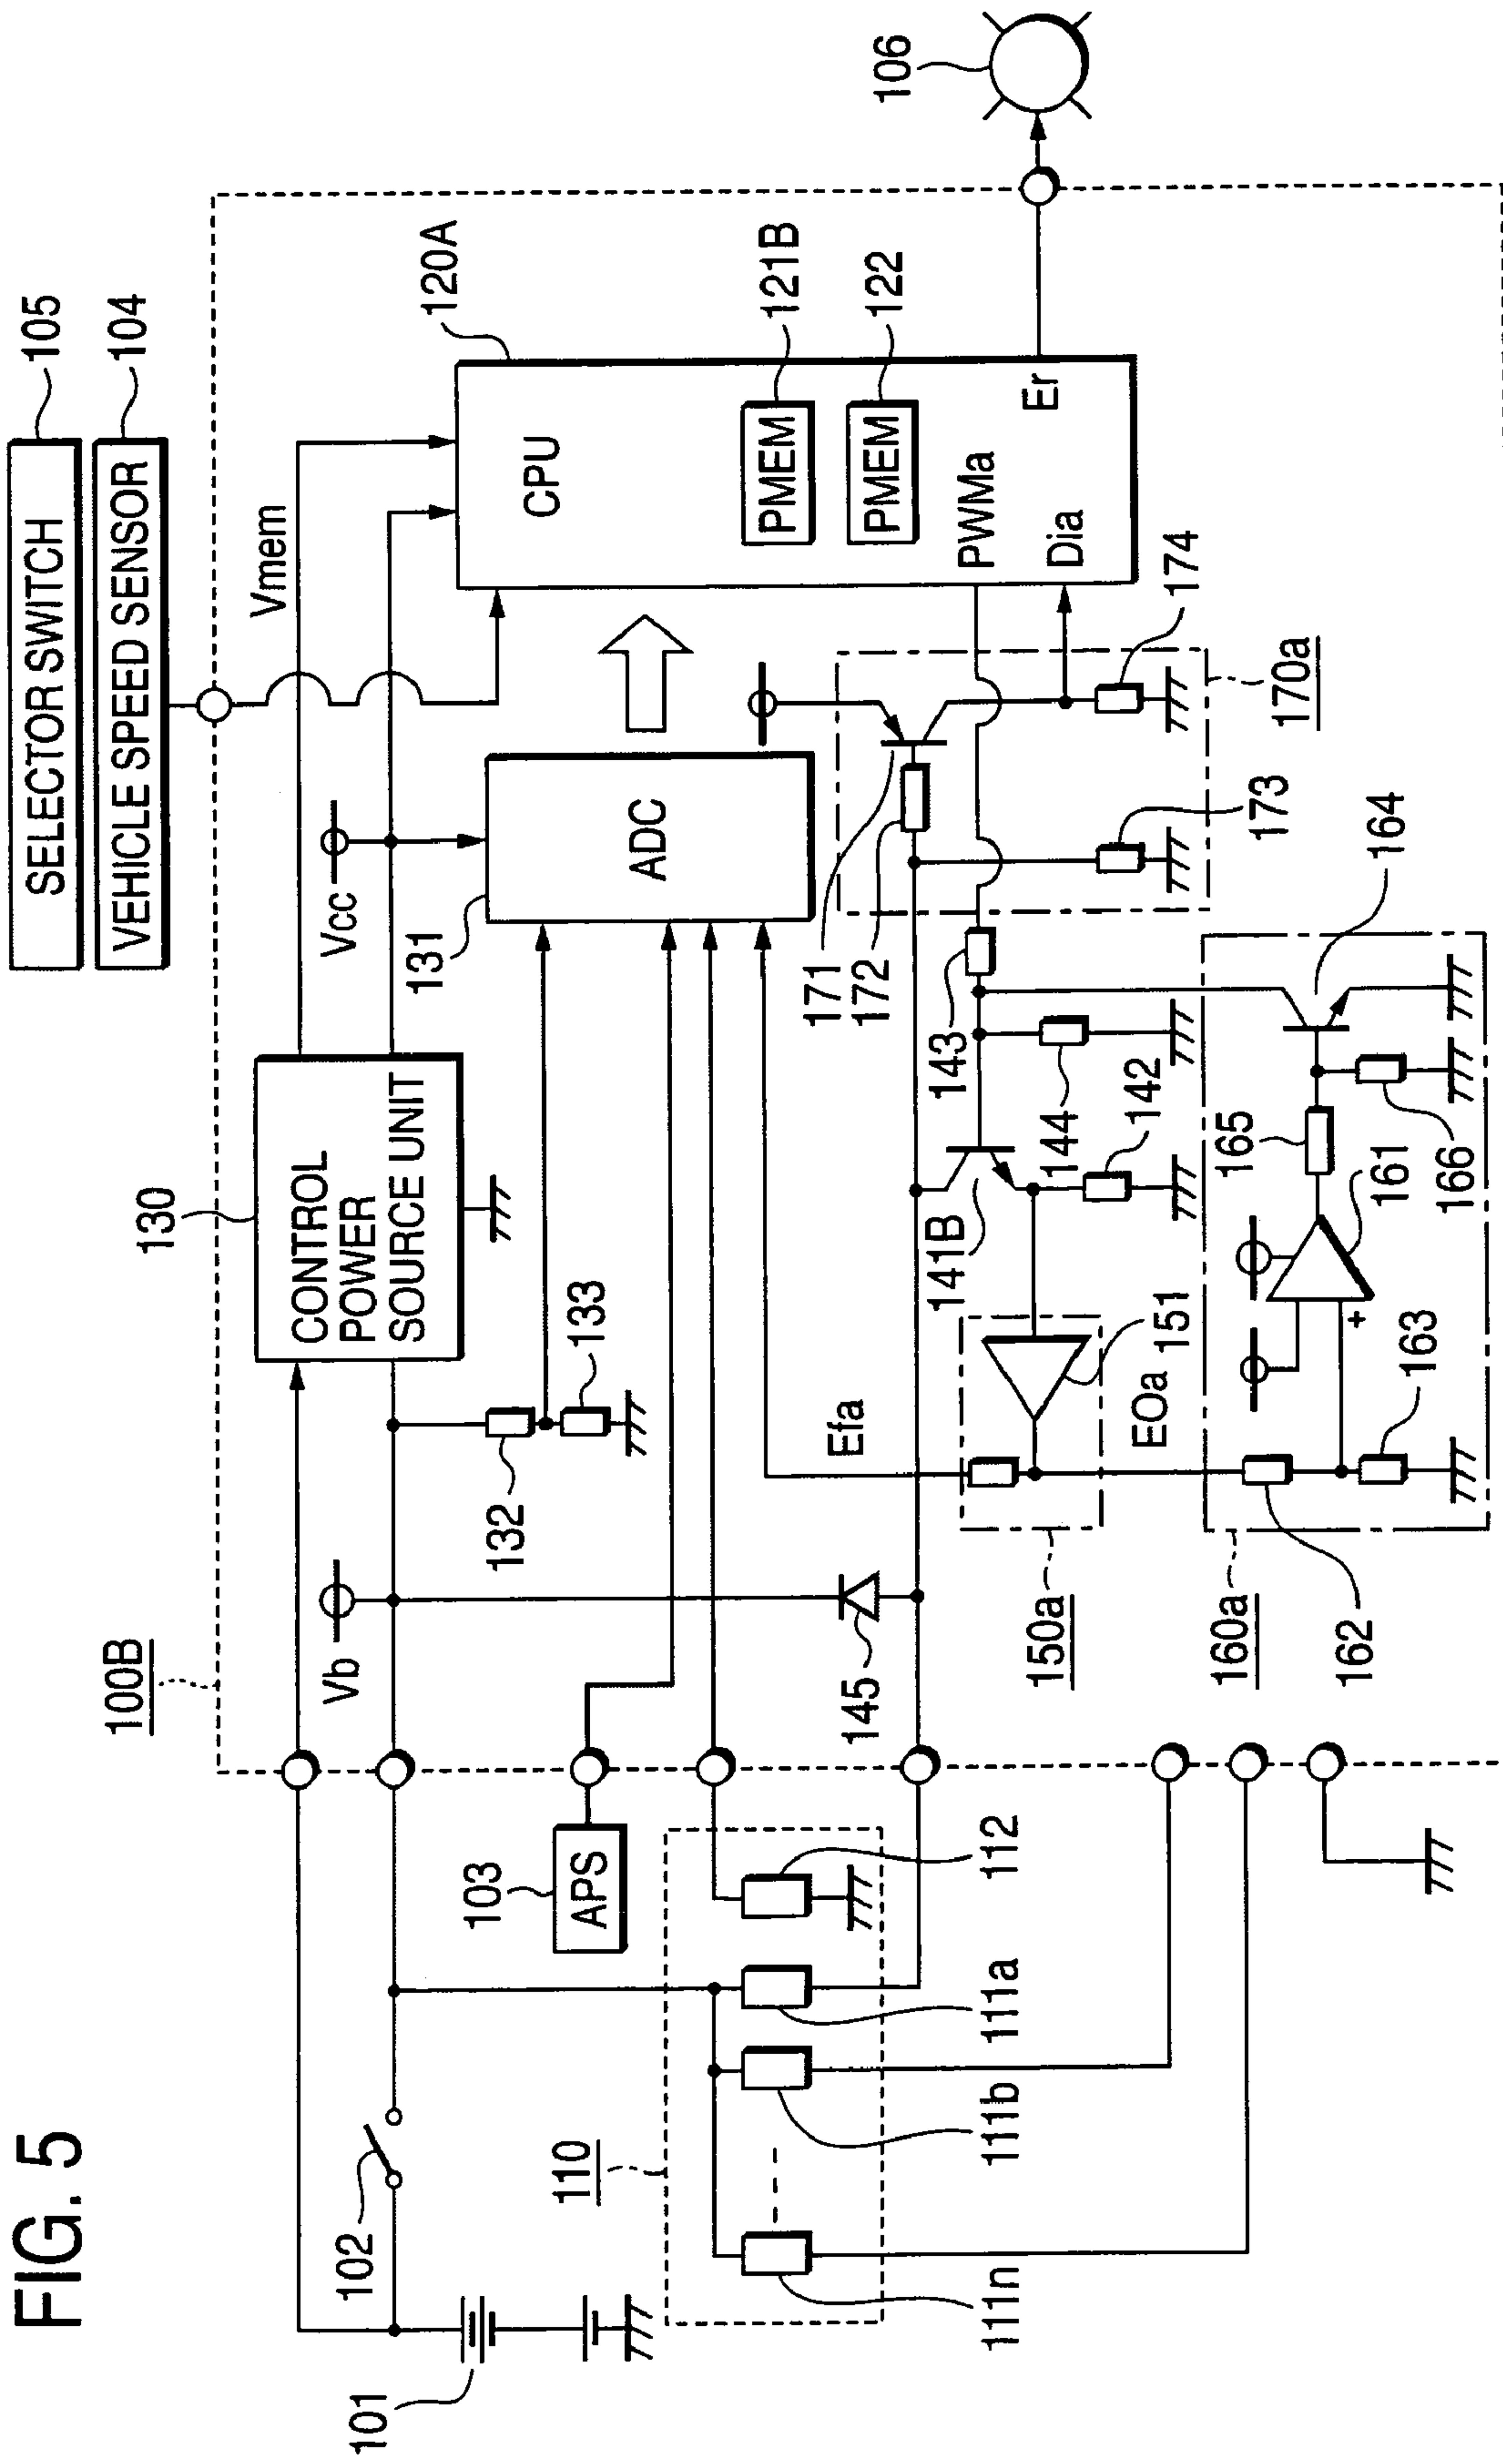 FIG. 5
SELECTOR SWITCH
105
VEHICLE SPEED SENSOR
104
100B
130
CONTROL
POWER
SOURCE UNIT
Vmem
Vcc
Vb
120A
CPU
PMEM
121B
PMEM
122
PWMa
Er
Dia
106
131
ADC
101
102
103
APS
132
133
110
111n
111b
111a
112
145
Efa
141B
143
144
142
171
172
173
174
170a
150a
151
EOa
160a
162
163
+
161
165
166
164